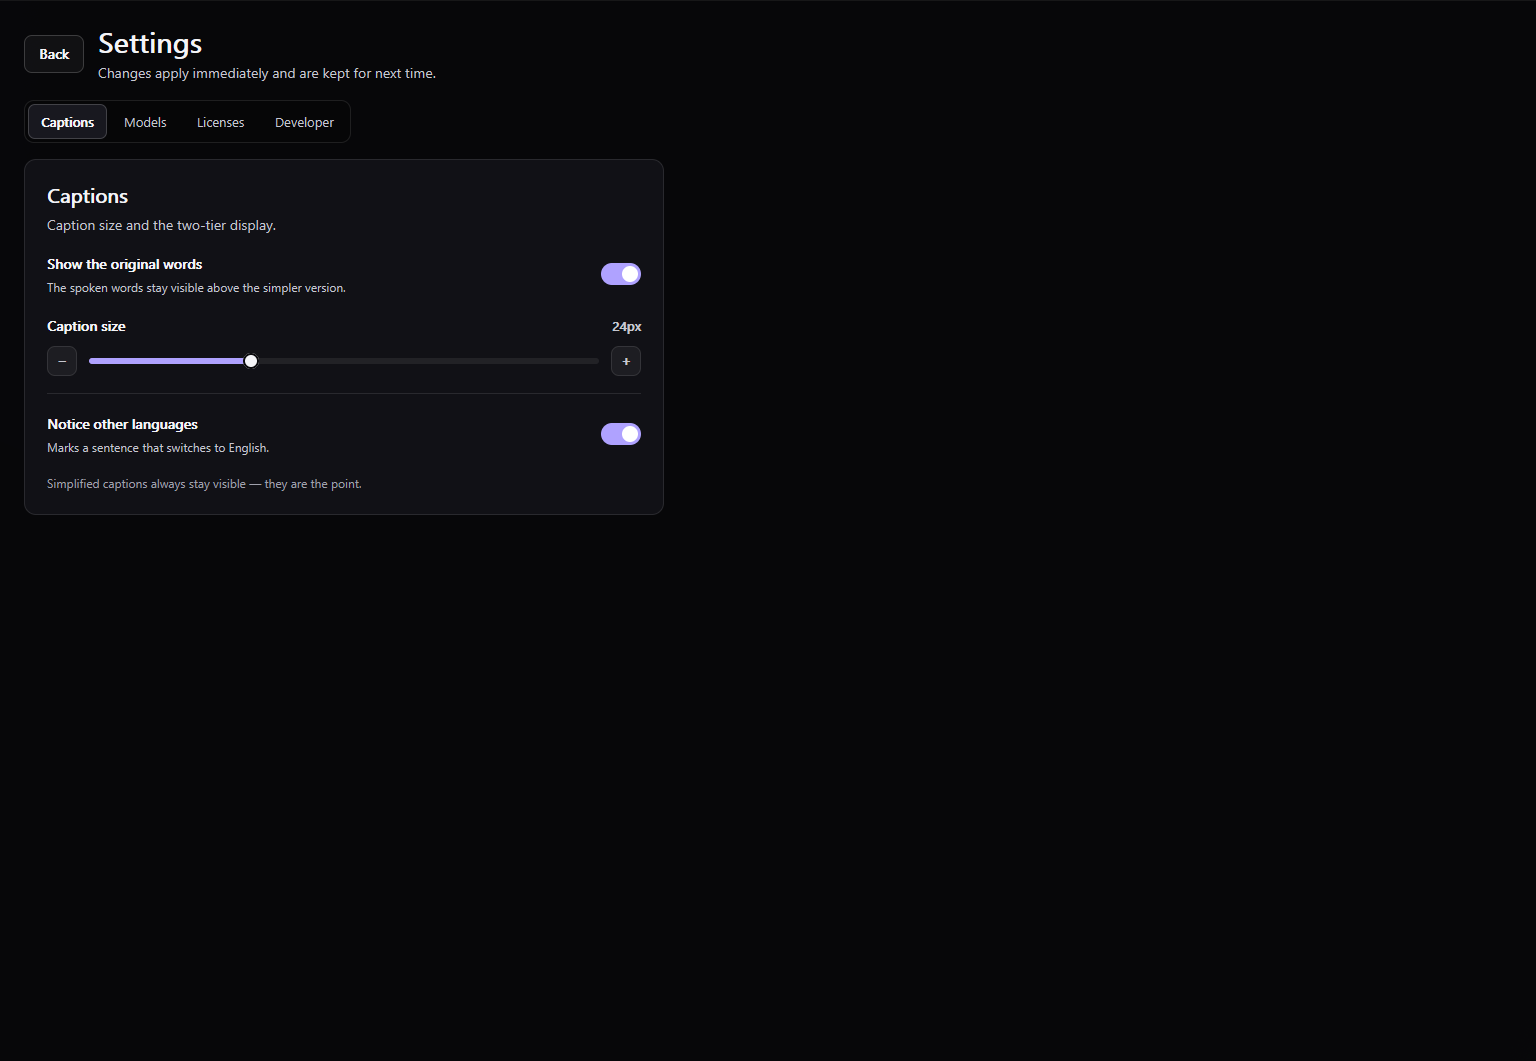 Back
Settings
Changes apply immediately and are kept for next time.
Captions
Models
Licenses
Developer
Captions
Caption size and the two-tier display.
Show the original words
The spoken words stay visible above the simpler version.
Caption size
24px
−
+
Notice other languages
Marks a sentence that switches to English.
Simplified captions always stay visible — they are the point.